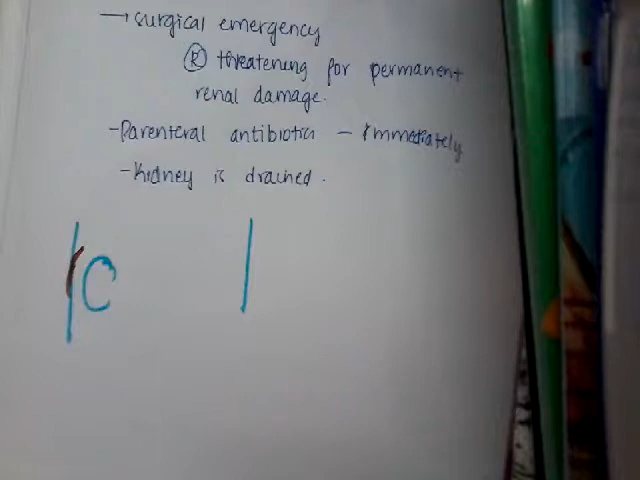 → surgical emergency
Ⓡ threatening for permanent
renal damage.
- Parenteral antibiotics - Immediately
- Kidney is drained.
C